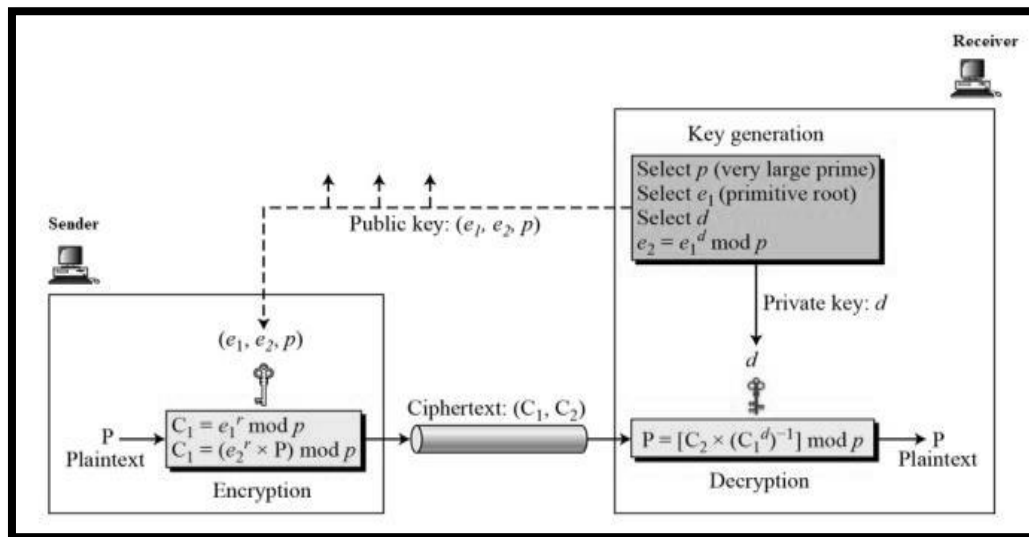 Receiver
Key generation
Select p (very large prime)
Select e₁ (primitive root)
Select d
e₂ = e₁ᵈ mod p
Public key: (e₁, e₂, p)
Sender
Private key: d
(e₁, e₂, p)
d
Ciphertext: (C₁, C₂)
P
Plaintext
C₁ = e₁ʳ mod p
C₁ = (e₂ʳ × P) mod p
Encryption
P = [C₂ × (C₁ᵈ)⁻¹] mod p
Decryption
P
Plaintext